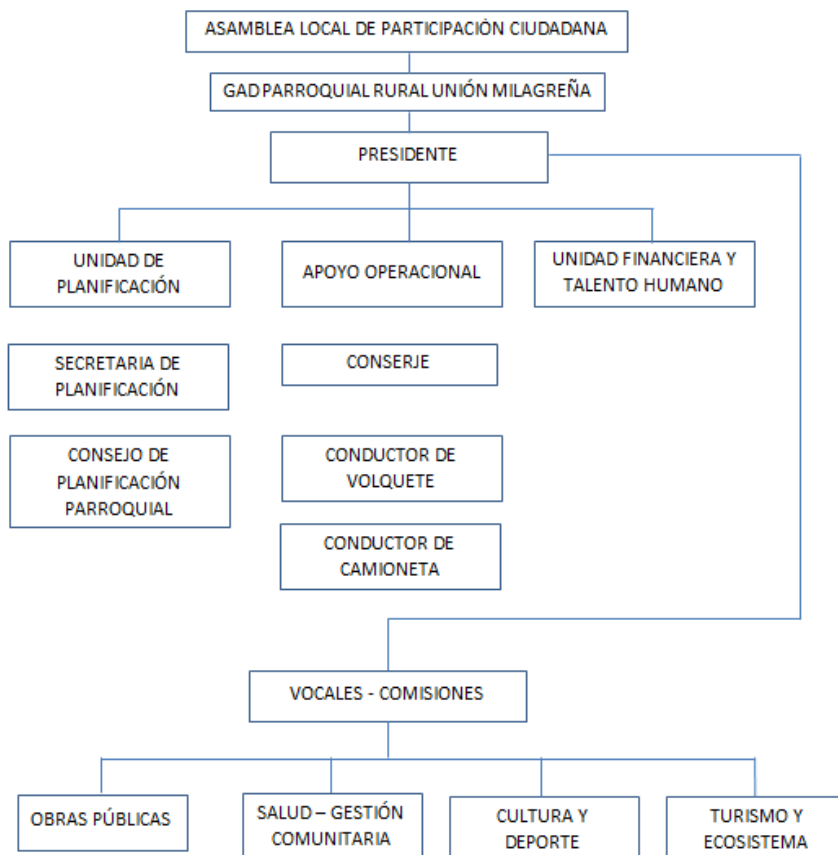 ASAMBLEA LOCAL DE PARTICIPACIÓN CIUDADANA
GAD PARROQUIAL RURAL UNIÓN MILAGREÑA
PRESIDENTE
UNIDAD DE
PLANIFICACIÓN
APOYO OPERACIONAL
UNIDAD FINANCIERA Y
TALENTO HUMANO
SECRETARIA DE
PLANIFICACIÓN
CONSERJE
CONSEJO DE
PLANIFICACIÓN
PARROQUIAL
CONDUCTOR DE
VOLQUETE
CONDUCTOR DE
CAMIONETA
VOCALES - COMISIONES
OBRAS PÚBLICAS
SALUD – GESTIÓN
COMUNITARIA
CULTURA Y
DEPORTE
TURISMO Y
ECOSISTEMA